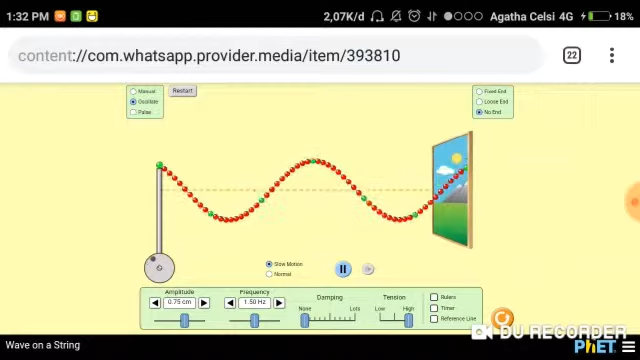 1:32 PM 2,07K/d Agatha Celsi 4G 18%
content://com.whatsapp.provider.media/item/393810 22
Manual
Oscillate
Pulse
Restart
Fixed End
Loose End
No End
Slow Motion
Normal
Amplitude
0.75 cm
Frequency
1.50 Hz
Damping
None Lots
Tension
Low High
Rulers
Timer
Reference Line
DU RECORDER
Wave on a String
PhET